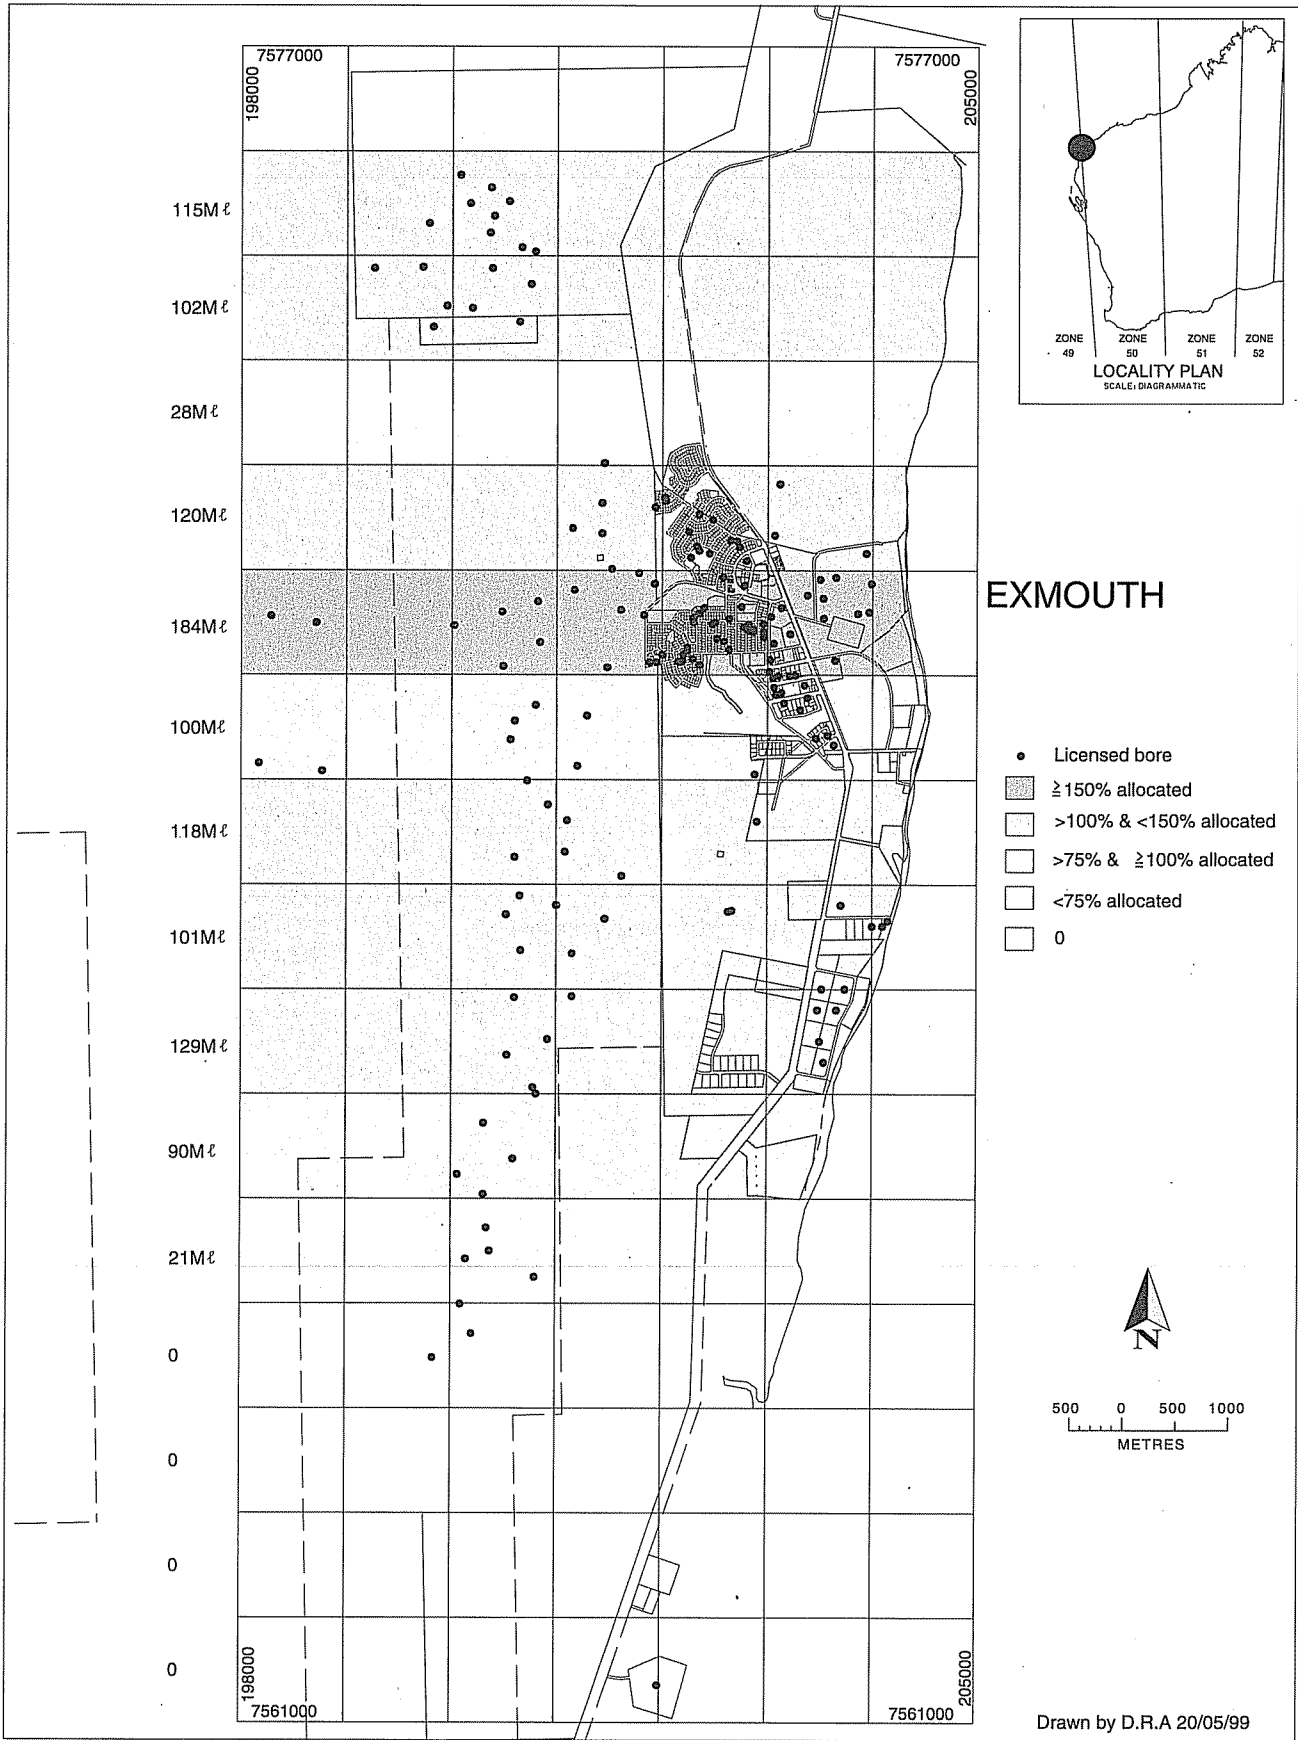 7577000
7577000
198000
205000
115Mℓ
102Mℓ
28Mℓ
120Mℓ
184Mℓ
100Mℓ
118Mℓ
101Mℓ
129Mℓ
90Mℓ
21Mℓ
0
0
0
0
198000
205000
7561000
7561000
ZONE 49
ZONE 50
ZONE 51
ZONE 52
LOCALITY PLAN
SCALE: DIAGRAMMATIC
EXMOUTH
Licensed bore
≥150% allocated
>100% & <150% allocated
>75% & ≥100% allocated
<75% allocated
0
N
500 0 500 1000
METRES
Drawn by D.R.A 20/05/99